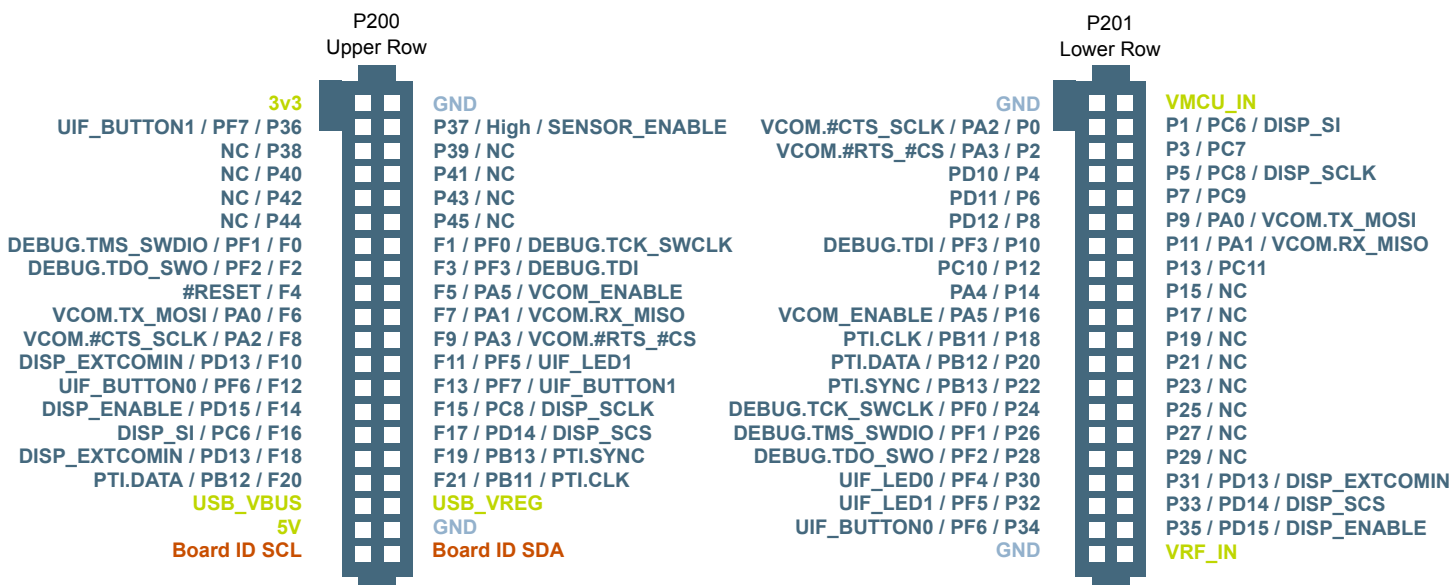 P200
Upper Row
P201
Lower Row
3v3
GND
GND
VMCU_IN
UIF_BUTTON1 / PF7 / P36
P37 / High / SENSOR_ENABLE
VCOM.#CTS_SCLK / PA2 / P0
P1 / PC6 / DISP_SI
NC / P38
P39 / NC
VCOM.#RTS_#CS / PA3 / P2
P3 / PC7
NC / P40
P41 / NC
PD10 / P4
P5 / PC8 / DISP_SCLK
NC / P42
P43 / NC
PD11 / P6
P7 / PC9
NC / P44
P45 / NC
PD12 / P8
P9 / PA0 / VCOM.TX_MOSI
DEBUG.TMS_SWDIO / PF1 / F0
F1 / PF0 / DEBUG.TCK_SWCLK
DEBUG.TDI / PF3 / P10
P11 / PA1 / VCOM.RX_MISO
DEBUG.TDO_SWO / PF2 / F2
F3 / PF3 / DEBUG.TDI
PC10 / P12
P13 / PC11
#RESET / F4
F5 / PA5 / VCOM_ENABLE
PA4 / P14
P15 / NC
VCOM.TX_MOSI / PA0 / F6
F7 / PA1 / VCOM.RX_MISO
VCOM_ENABLE / PA5 / P16
P17 / NC
VCOM.#CTS_SCLK / PA2 / F8
F9 / PA3 / VCOM.#RTS_#CS
PTI.CLK / PB11 / P18
P19 / NC
DISP_EXTCOMIN / PD13 / F10
F11 / PF5 / UIF_LED1
PTI.DATA / PB12 / P20
P21 / NC
UIF_BUTTON0 / PF6 / F12
F13 / PF7 / UIF_BUTTON1
PTI.SYNC / PB13 / P22
P23 / NC
DISP_ENABLE / PD15 / F14
F15 / PC8 / DISP_SCLK
DEBUG.TCK_SWCLK / PF0 / P24
P25 / NC
DISP_SI / PC6 / F16
F17 / PD14 / DISP_SCS
DEBUG.TMS_SWDIO / PF1 / P26
P27 / NC
DISP_EXTCOMIN / PD13 / F18
F19 / PB13 / PTI.SYNC
DEBUG.TDO_SWO / PF2 / P28
P29 / NC
PTI.DATA / PB12 / F20
F21 / PB11 / PTI.CLK
UIF_LED0 / PF4 / P30
P31 / PD13 / DISP_EXTCOMIN
USB_VBUS
USB_VREG
UIF_LED1 / PF5 / P32
P33 / PD14 / DISP_SCS
5V
GND
UIF_BUTTON0 / PF6 / P34
P35 / PD15 / DISP_ENABLE
Board ID SCL
Board ID SDA
GND
VRF_IN